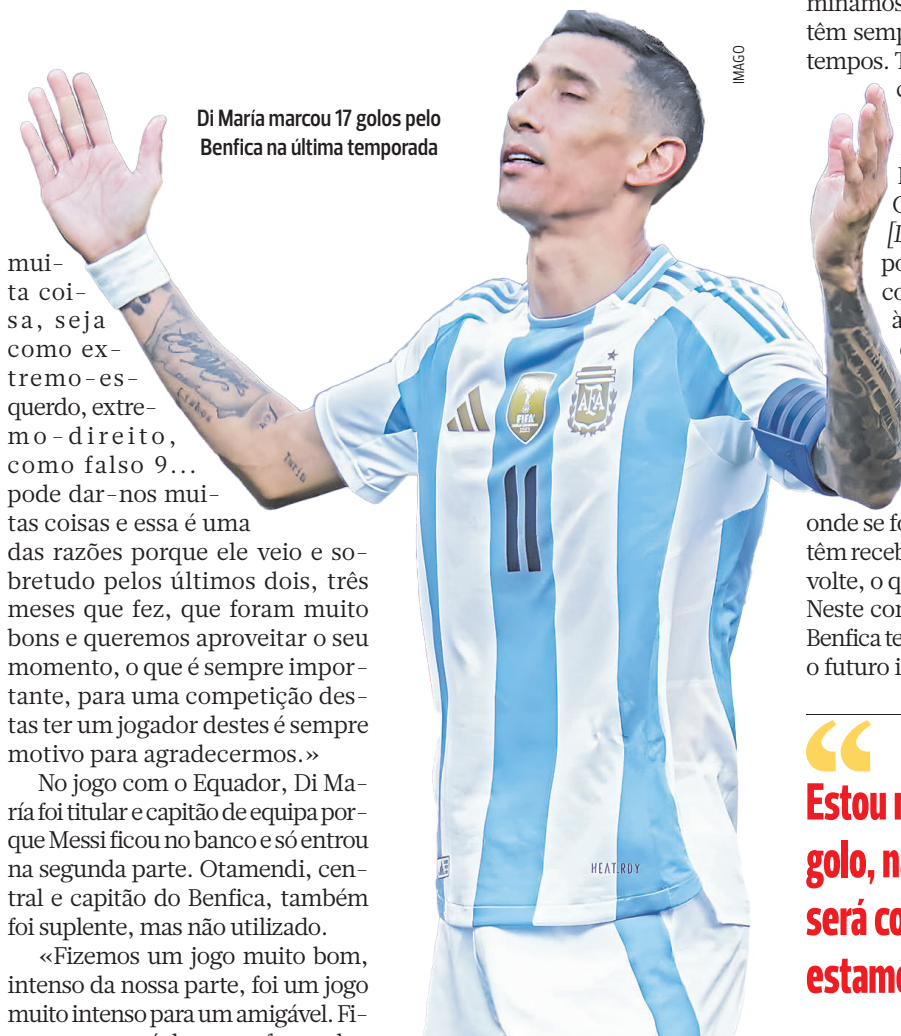 IMAGO
Di María marcou 17 golos pelo
Benfica na última temporada
mui-
ta coi-
sa, seja
como ex-
tremo-es-
querdo, extre-
mo-direito,
como falso 9...
pode dar-nos mui-
tas coisas e essa é uma
das razões porque ele veio e so-
bretudo pelos últimos dois, três
meses que fez, que foram muito
bons e queremos aproveitar o seu
momento, o que é sempre impor-
tante, para uma competição des-
tas ter um jogador destes é sempre
motivo para agradecermos.»
No jogo com o Equador, Di Ma-
ría foi titular e capitão de equipa por-
que Messi ficou no banco e só entrou
na segunda parte. Otamendi, cen-
tral e capitão do Benfica, também
foi suplente, mas não utilizado.
«Fizemos um jogo muito bom,
intenso da nossa parte, foi um jogo
muito intenso para um amigável. Fi-
AFA
FIFA
11
HEAT.RDY
Turin
têm
tempos.
onde se
têm
volte, o
Neste
Benfica
o futuro
“
Estou
golo,
será